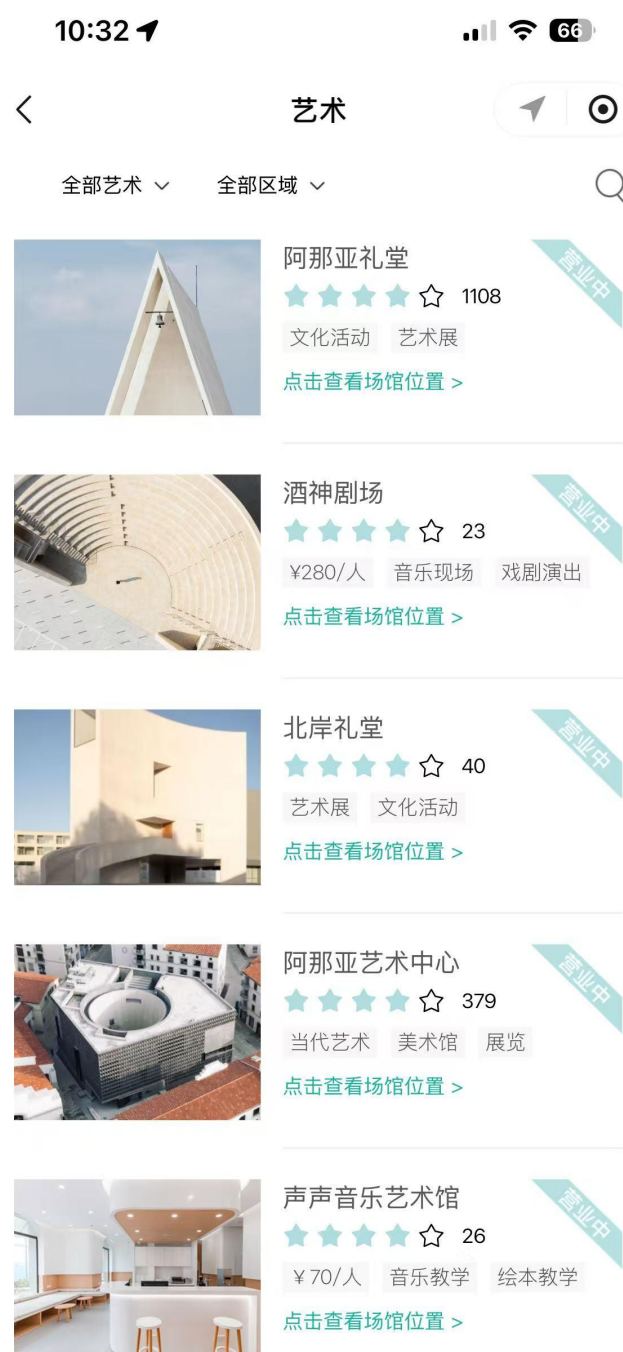 10:32
66
艺术
全部艺术 全部区域
阿那亚礼堂
营业中
1108
文化活动 艺术展
点击查看场馆位置 >
酒神剧场
营业中
23
¥280/人 音乐现场 戏剧演出
点击查看场馆位置 >
北岸礼堂
营业中
40
艺术展 文化活动
点击查看场馆位置 >
阿那亚艺术中心
营业中
379
当代艺术 美术馆 展览
点击查看场馆位置 >
声声音乐艺术馆
营业中
26
¥70/人 音乐教学 绘本教学
点击查看场馆位置 >